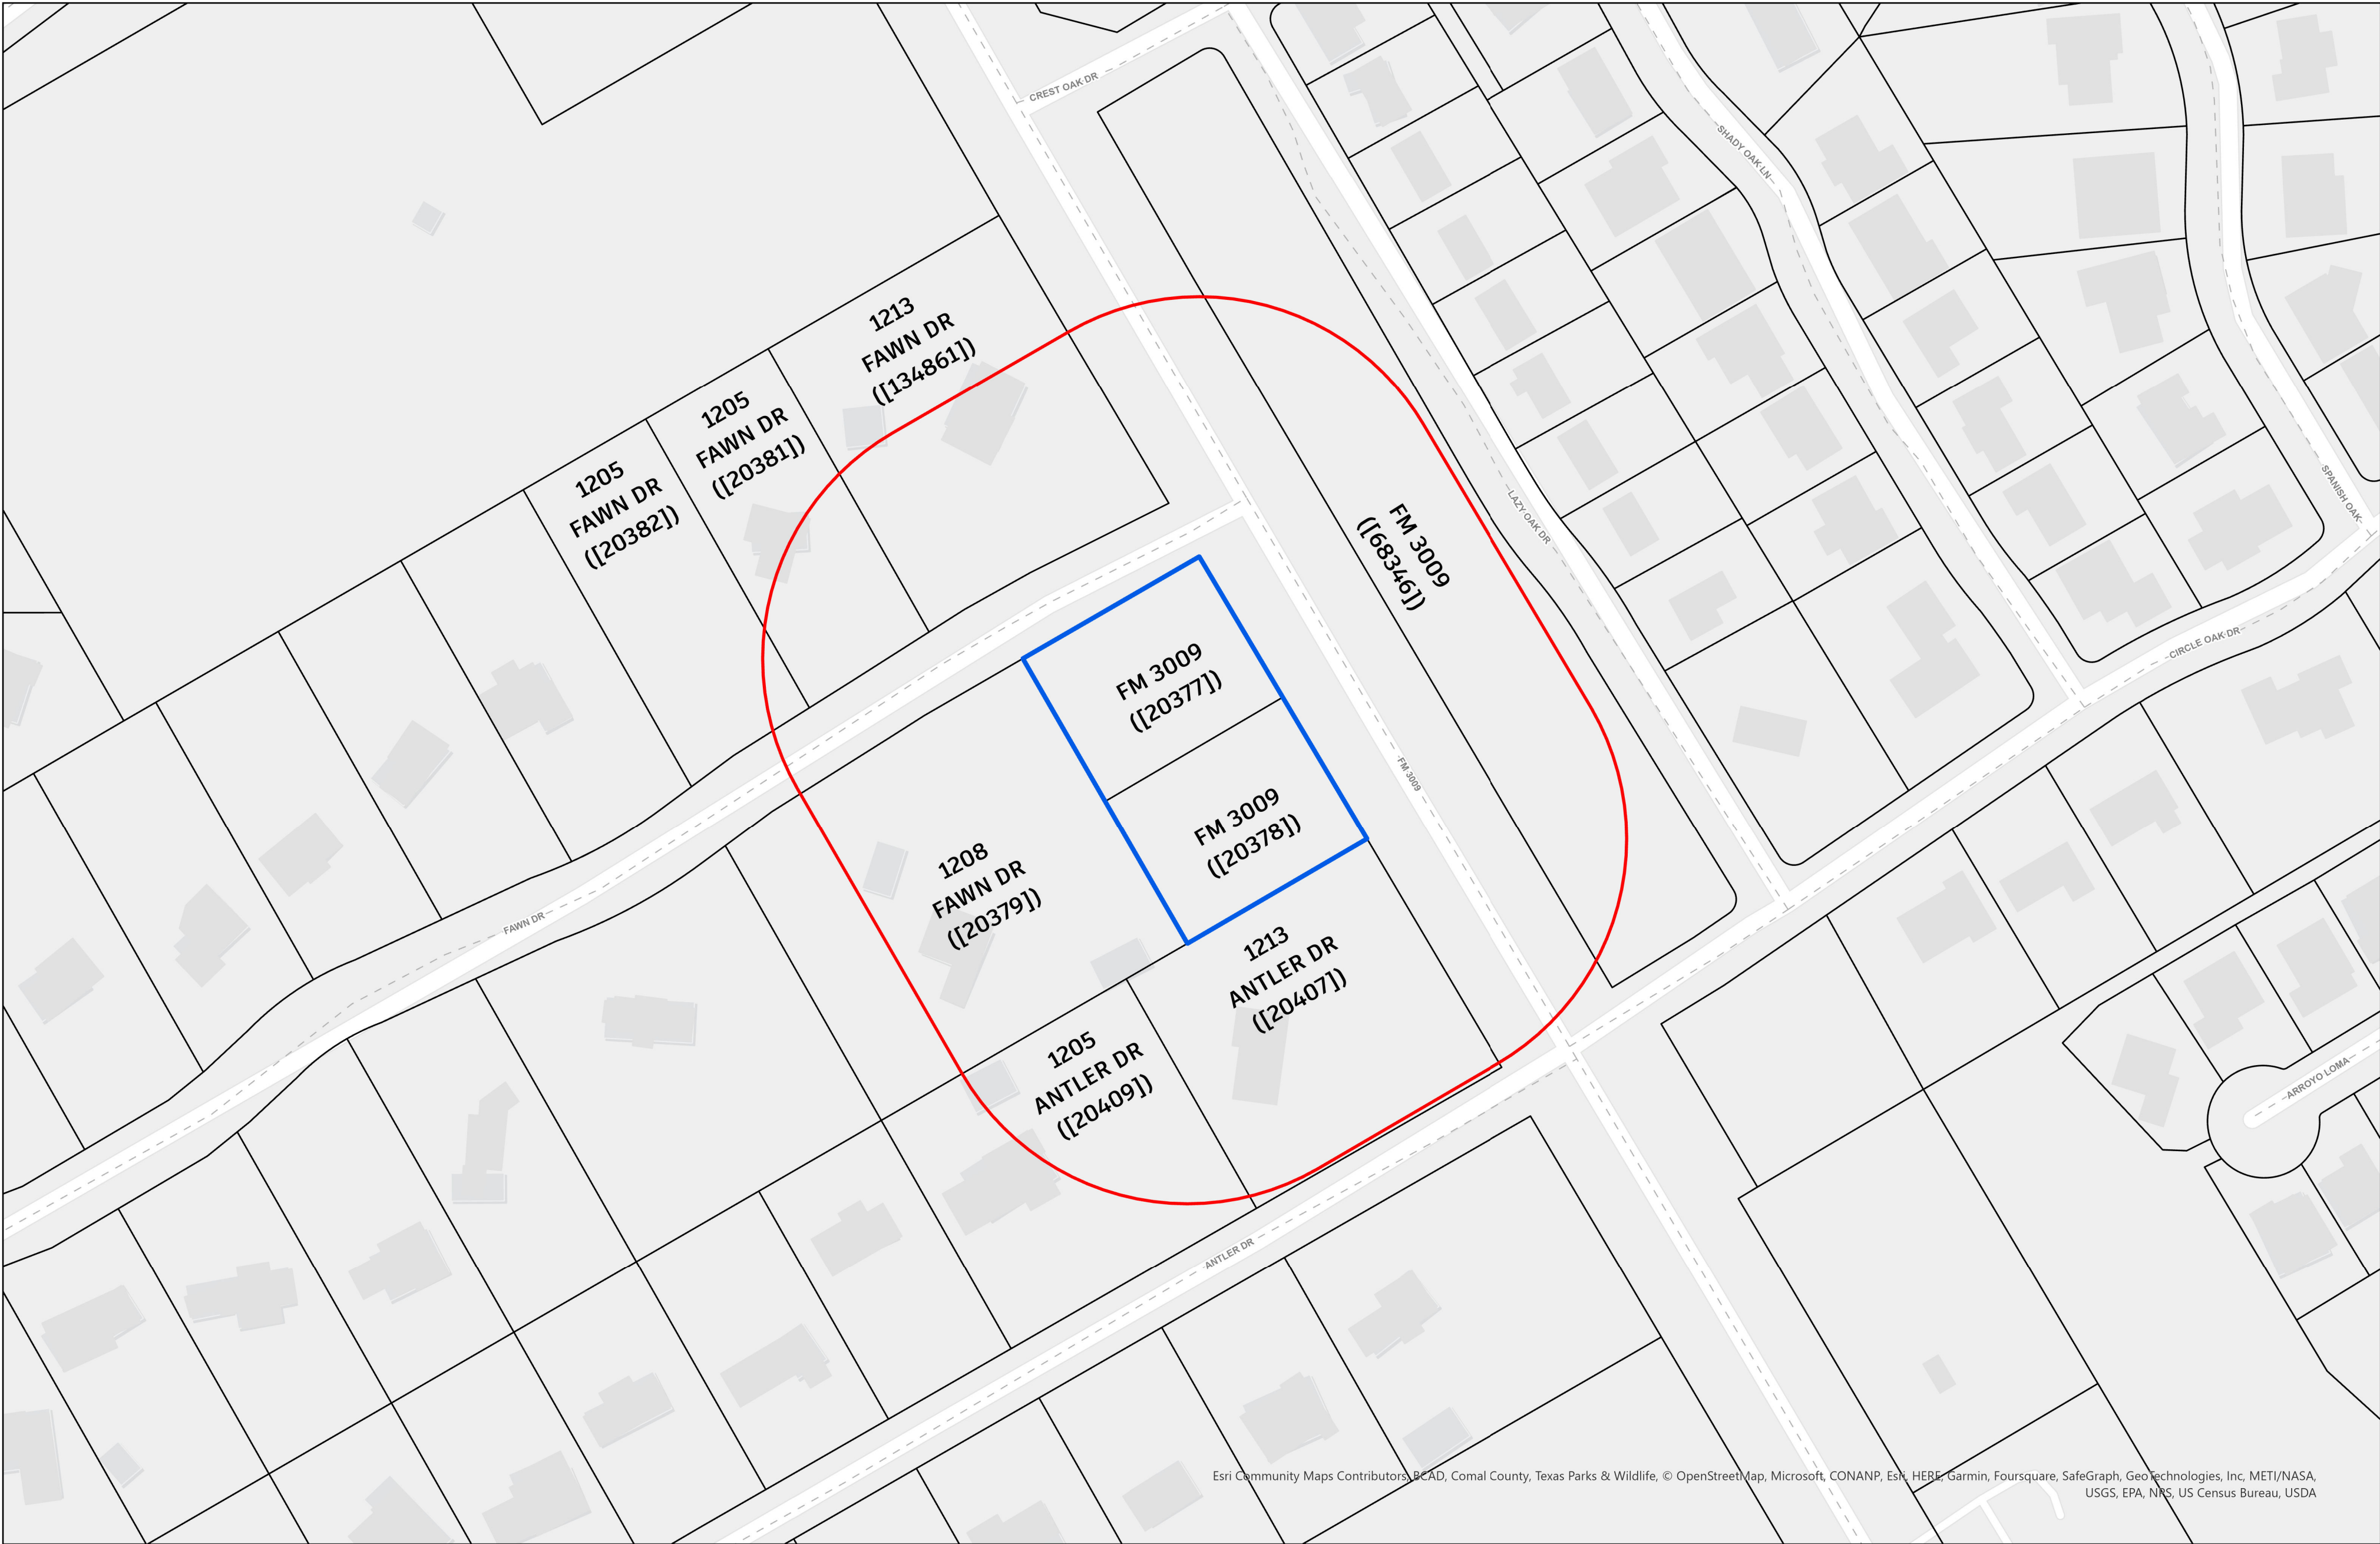 CREST OAK DR
SHADY OAK LN
1213
FAWN DR
([134861])
1205
FAWN DR
([20381])
1205
FAWN DR
([20382])
FM 3009
([68346])
LAZY OAK DR
SPANISH OAK
CIRCLE OAK DR
FM 3009
([20377])
FM 3009
FM 3009
([20378])
1208
FAWN DR
([20379])
FAWN DR
1213
ANTLER DR
([20407])
1205
ANTLER DR
([20409])
ARROYO LOMA
ANTLER DR
Esri Community Maps Contributors, BCAD, Comal County, Texas Parks & Wildlife, © OpenStreetMap, Microsoft, CONANP, Esri, HERE, Garmin, Foursquare, SafeGraph, GeoTechnologies, Inc, METI/NASA,
USGS, EPA, NPS, US Census Bureau, USDA